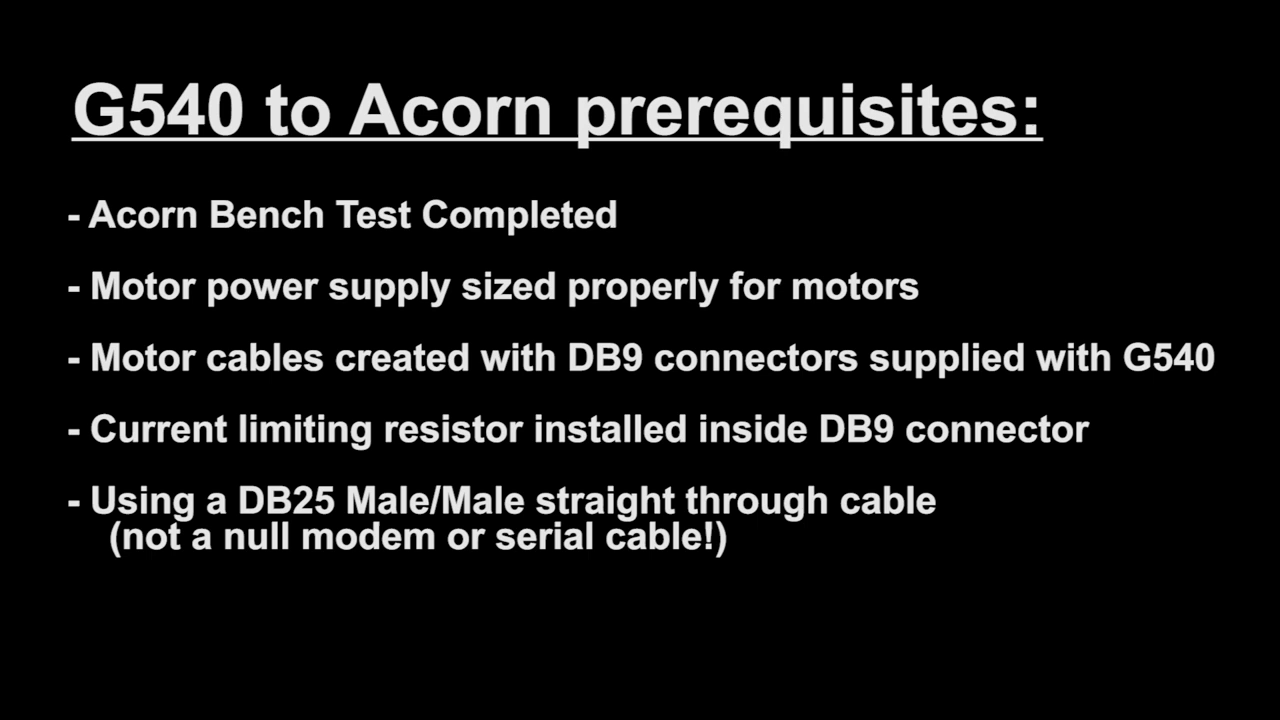 G540 to Acorn prerequisites:
- Acorn Bench Test Completed
- Motor power supply sized properly for motors
- Motor cables created with DB9 connectors supplied with G540
- Current limiting resistor installed inside DB9 connector
- Using a DB25 Male/Male straight through cable
(not a null modem or serial cable!)